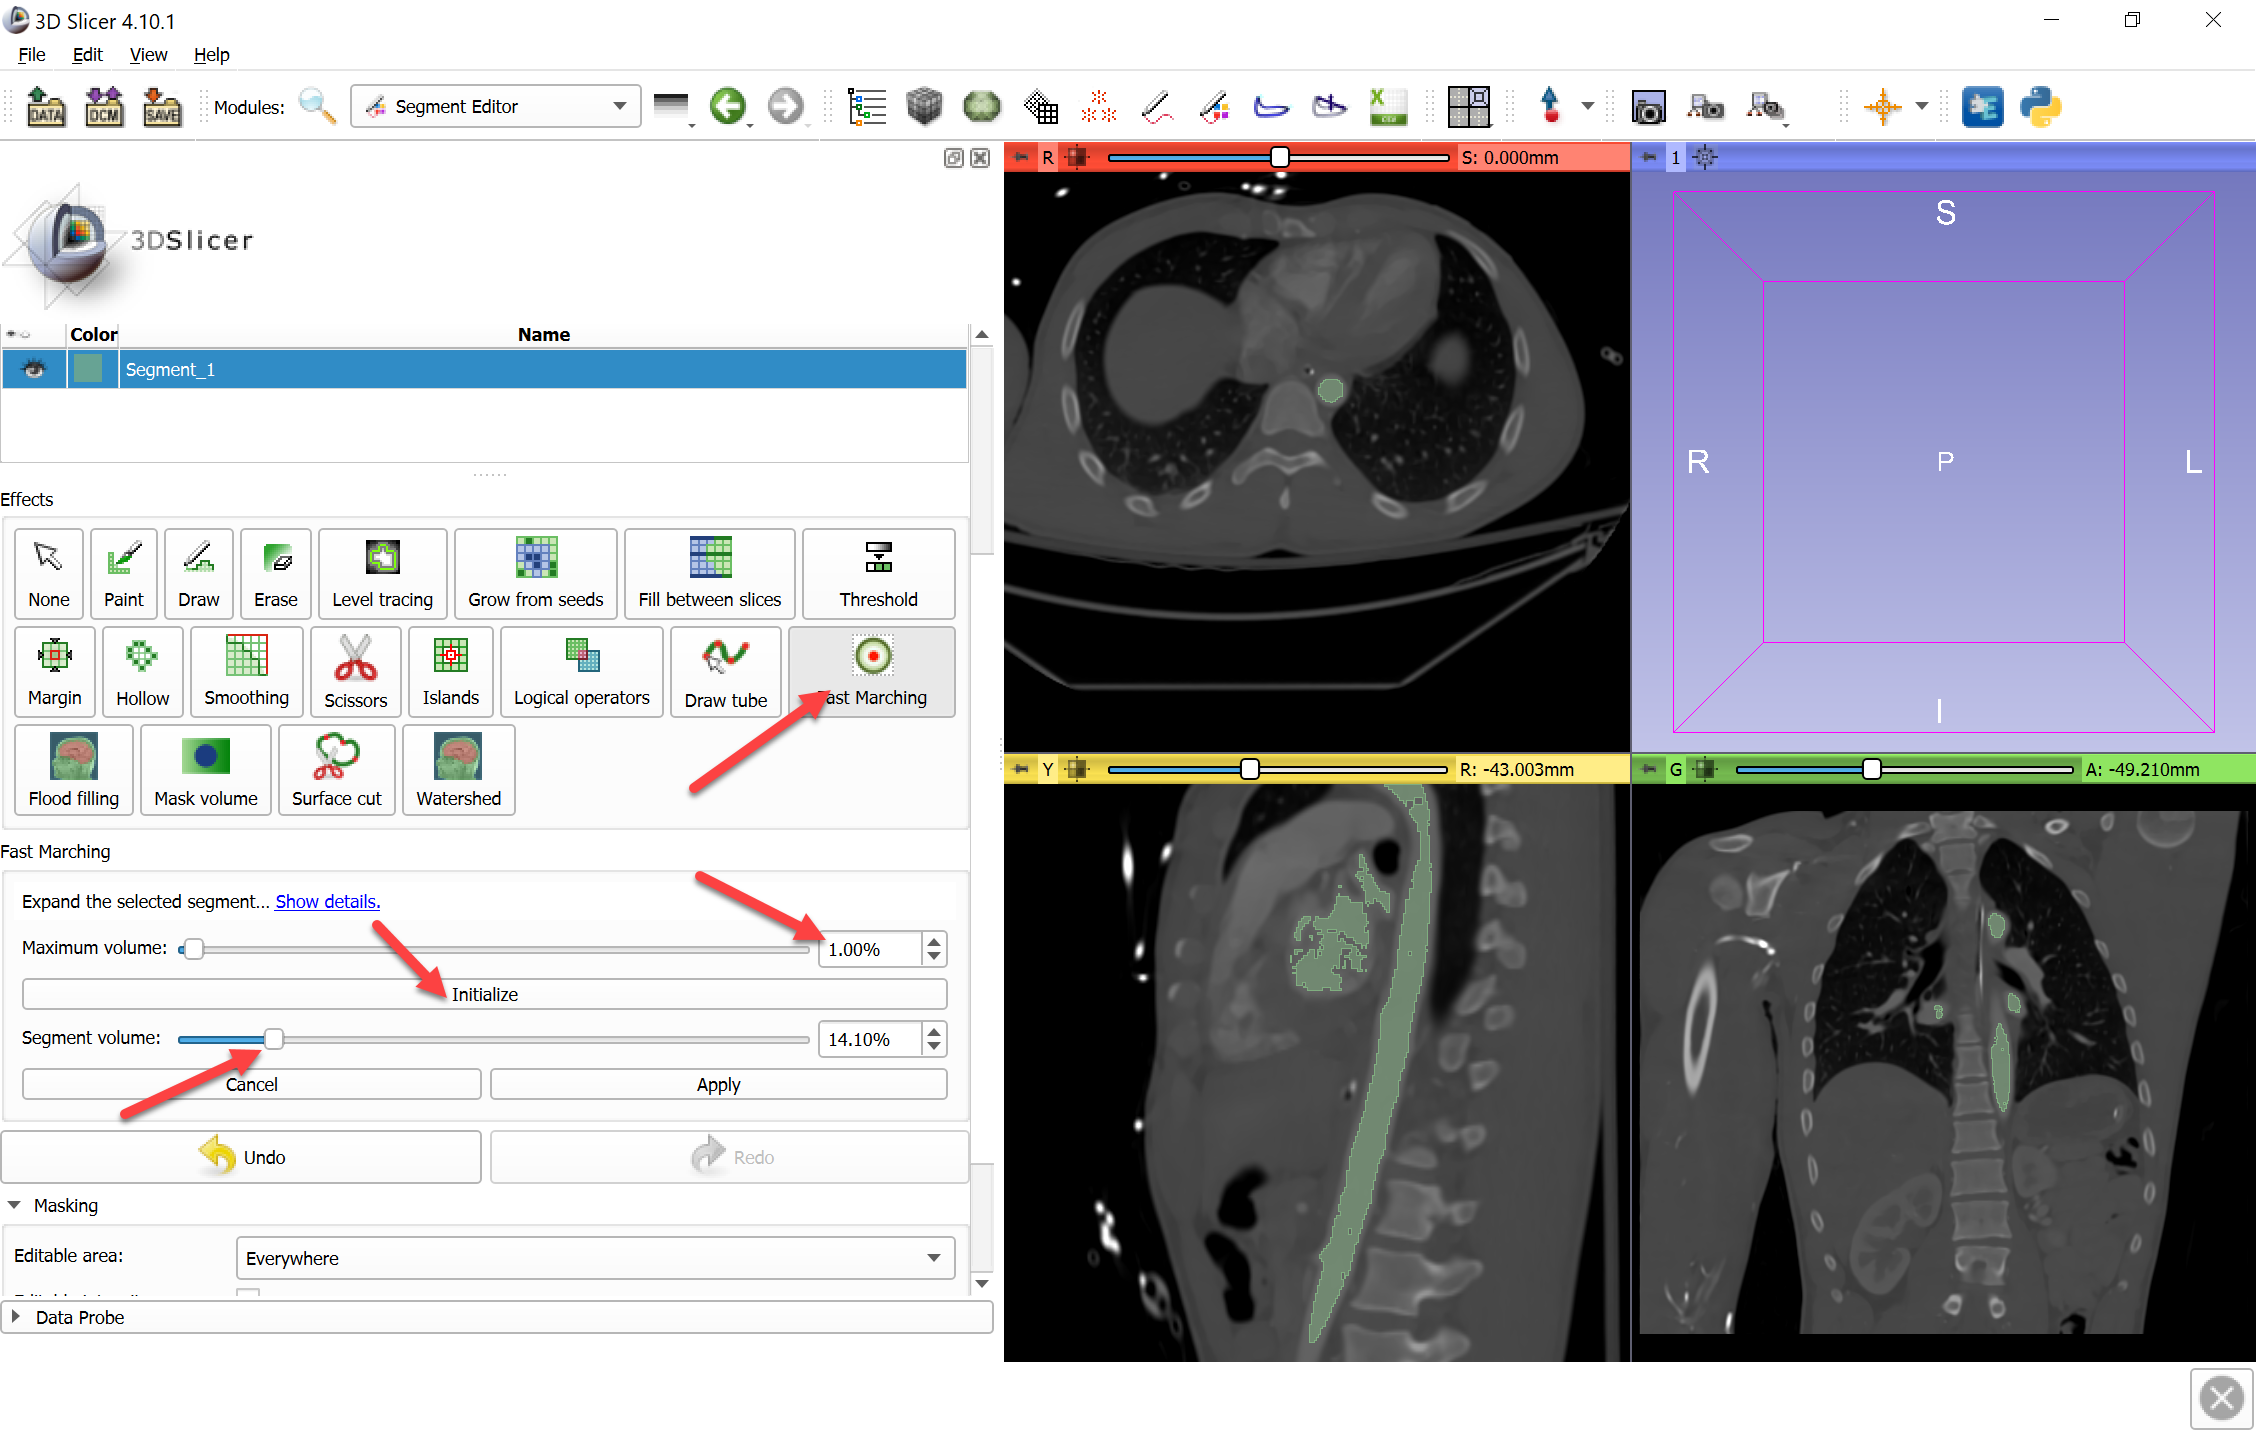 3D Slicer 4.10.1
File Edit View Help
DATA DCM SAVE Modules: Segment Editor
R S: 0.000mm
1
3DSlicer
S
R P L
I
Color Name
Segment_1
Effects
None Paint Draw Erase Level tracing Grow from seeds Fill between slices Threshold
Margin Hollow Smoothing Scissors Islands Logical operators Draw tube ast Marching
Flood filling Mask volume Surface cut Watershed
Y R: -43.003mm
G A: -49.210mm
Fast Marching
Expand the selected segment... Show details.
Maximum volume: 1.00%
Initialize
Segment volume: 14.10%
Cancel Apply
Undo Redo
Masking
Editable area: Everywhere
Data Probe